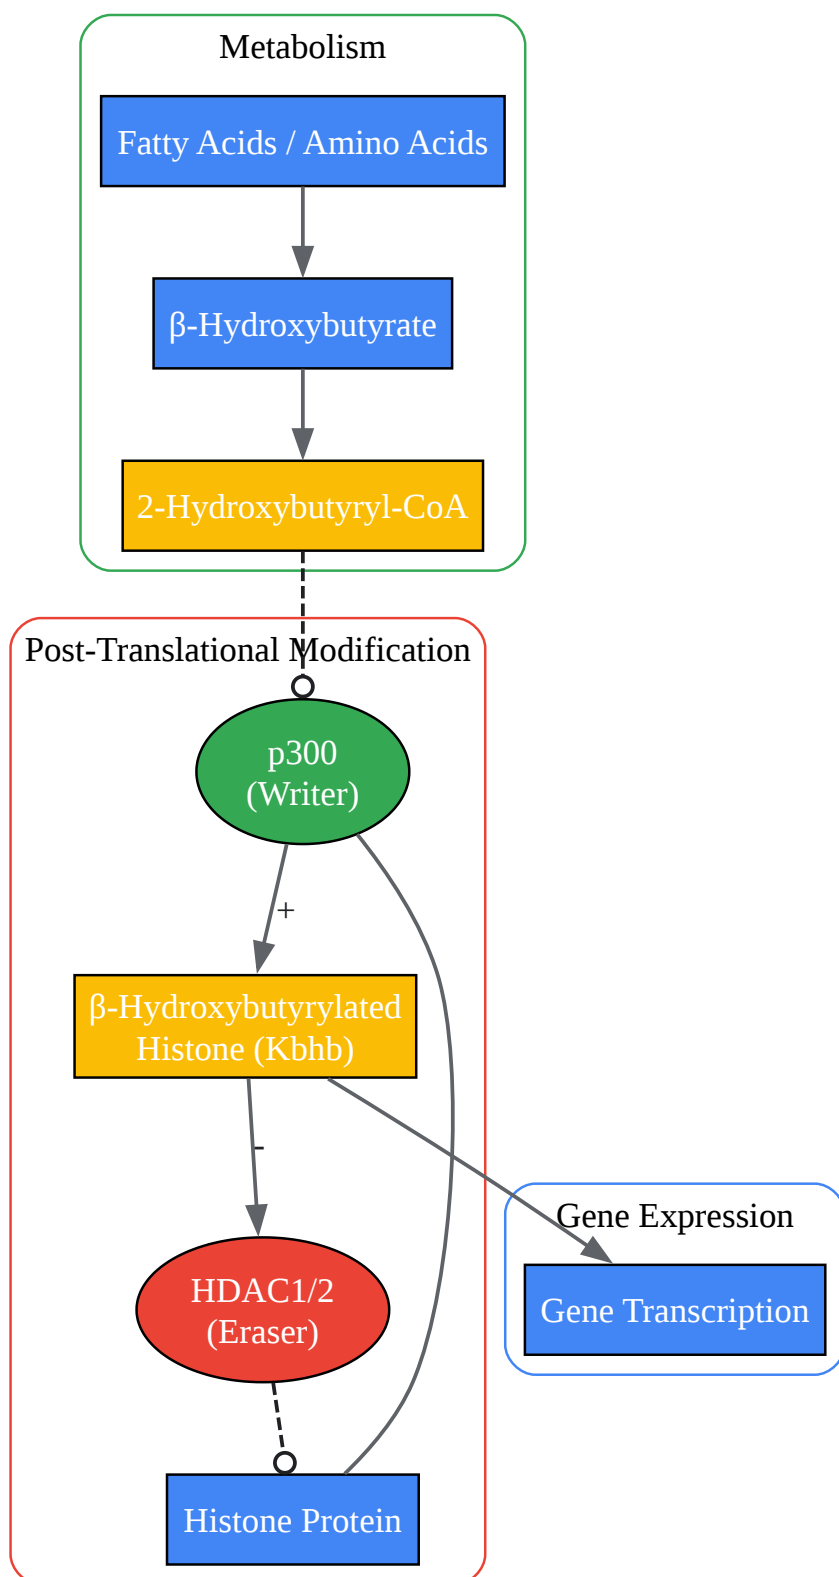 Metabolism
Fatty Acids / Amino Acids
β-Hydroxybutyrate
2-Hydroxybutyryl-CoA
Post-Translational Modification
p300
(Writer)
+
β-Hydroxybutyrylated
Histone (Kbhb)
-
Gene Expression
HDAC1/2
(Eraser)
Gene Transcription
Histone Protein